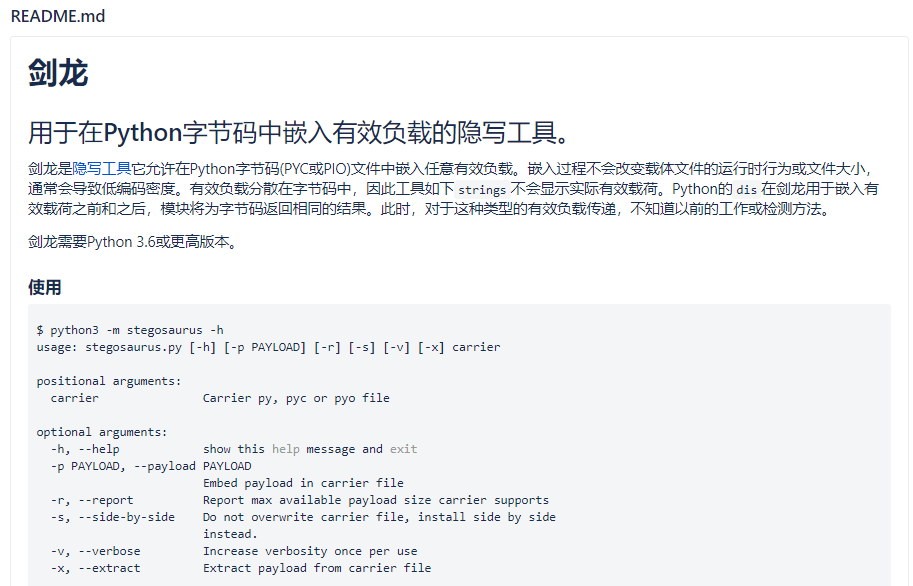 README.md
剑龙
用于在Python字节码中嵌入有效负载的隐写工具。
剑龙是隐写工具它允许在Python字节码(PYC或PIO)文件中嵌入任意有效负载。嵌入过程不会改变载体文件的运行时行为或文件大小，
通常会导致低编码密度。有效负载分散在字节码中，因此工具如下 strings 不会显示实际有效载荷。Python的 dis 在剑龙用于嵌入有
效载荷之前和之后，模块将为字节码返回相同的结果。此时，对于这种类型的有效负载传递，不知道以前的工作或检测方法。
剑龙需要Python 3.6或更高版本。
使用
$ python3 -m stegosaurus -h
usage: stegosaurus.py [-h] [-p PAYLOAD] [-r] [-s] [-v] [-x] carrier
positional arguments:
carrier Carrier py, pyc or pyo file
optional arguments:
-h, --help show this help message and exit
-p PAYLOAD, --payload PAYLOAD
Embed payload in carrier file
-r, --report Report max available payload size carrier supports
-s, --side-by-side Do not overwrite carrier file, install side by side
instead.
-v, --verbose Increase verbosity once per use
-x, --extract Extract payload from carrier file